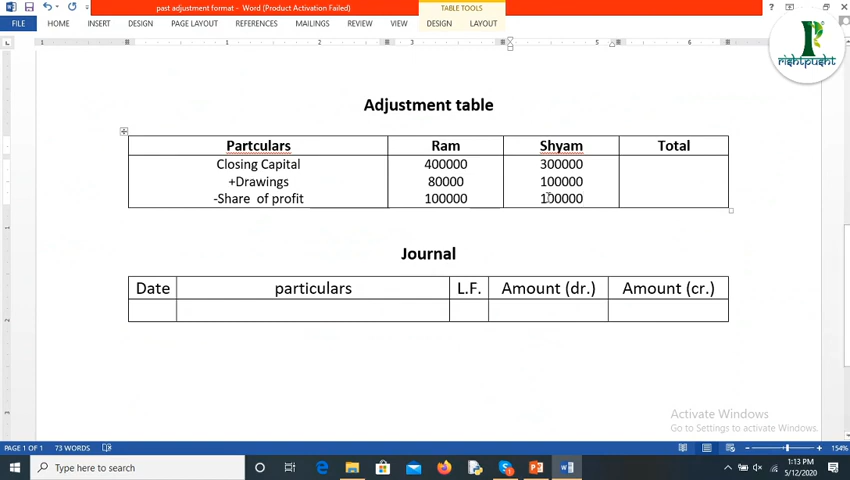 past adjustment format - Word (Product Activation Failed)
TABLE TOOLS
FILE HOME INSERT DESIGN PAGE LAYOUT REFERENCES MAILINGS REVIEW VIEW DESIGN LAYOUT
rishtpusht
Adjustment table
Partculars Ram Shyam Total
Closing Capital 400000 300000
+Drawings 80000 100000
-Share of profit 100000 100000
Journal
Date particulars L.F. Amount (dr.) Amount (cr.)
Activate Windows
Go to Settings to activate Windows.
PAGE 1 OF 1 73 WORDS 154%
Type here to search
1:13 PM
5/12/2020